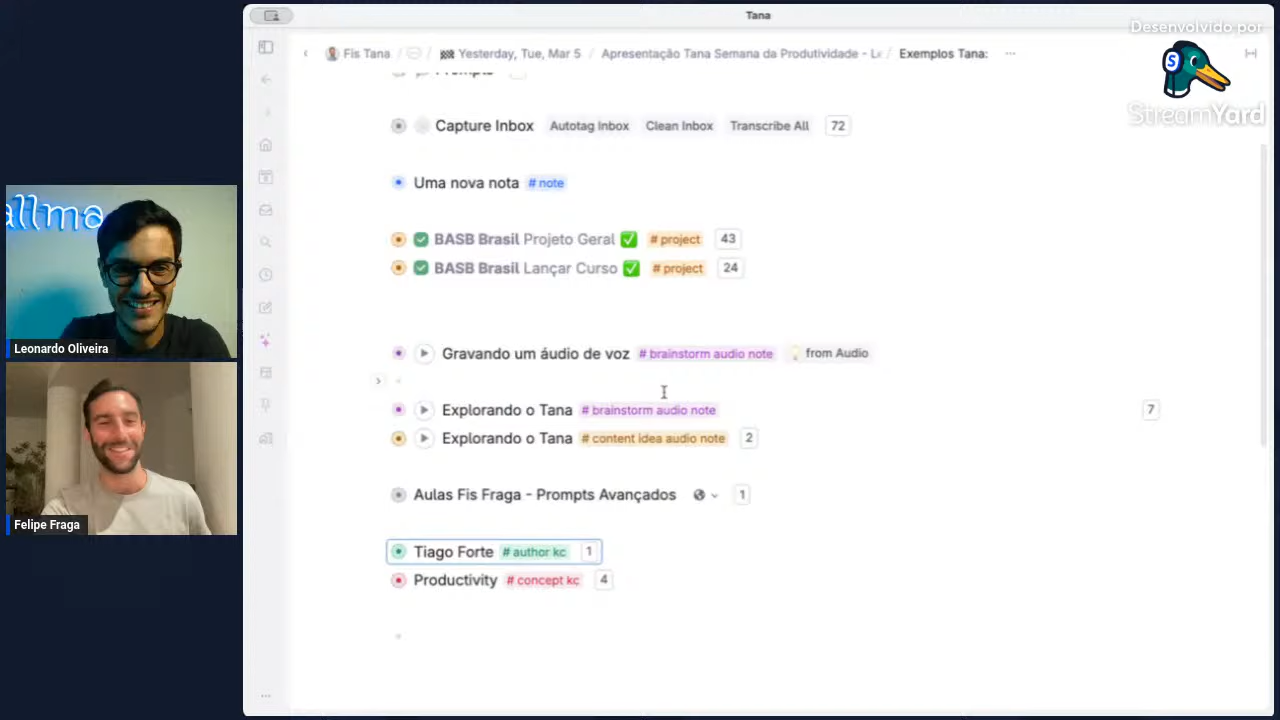 Tana
Desenvolvido por
StreamYard
Fis Tana / / Yesterday, Tue, Mar 5 / Apresentação Tana Semana da Produtividade - Le / Exemplos Tana: ...
Prompts
Capture Inbox Autotag Inbox Clean Inbox Transcribe All 72
Uma nova nota # note
BASB Brasil Projeto Geral ✅ # project 43
BASB Brasil Lançar Curso ✅ # project 24
Gravando um áudio de voz # brainstorm audio note from Audio
Explorando o Tana # brainstorm audio note 7
Explorando o Tana # content idea audio note 2
Aulas Fis Fraga - Prompts Avançados 1
Tiago Forte # author kc 1
Productivity # concept kc 4
allma
Leonardo Oliveira
Felipe Fraga